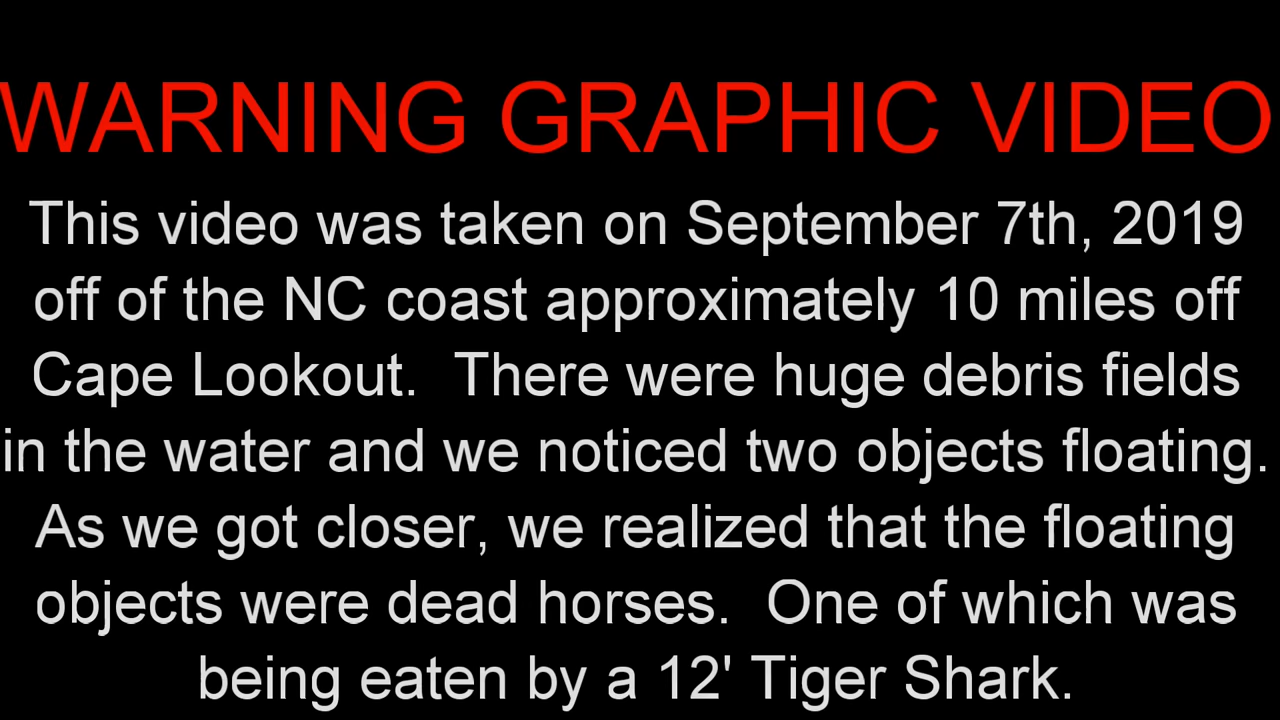 WARNING GRAPHIC VIDEO
This video was taken on September 7th, 2019
off of the NC coast approximately 10 miles off
Cape Lookout.  There were huge debris fields
in the water and we noticed two objects floating.
As we got closer, we realized that the floating
objects were dead horses.  One of which was
being eaten by a 12' Tiger Shark.